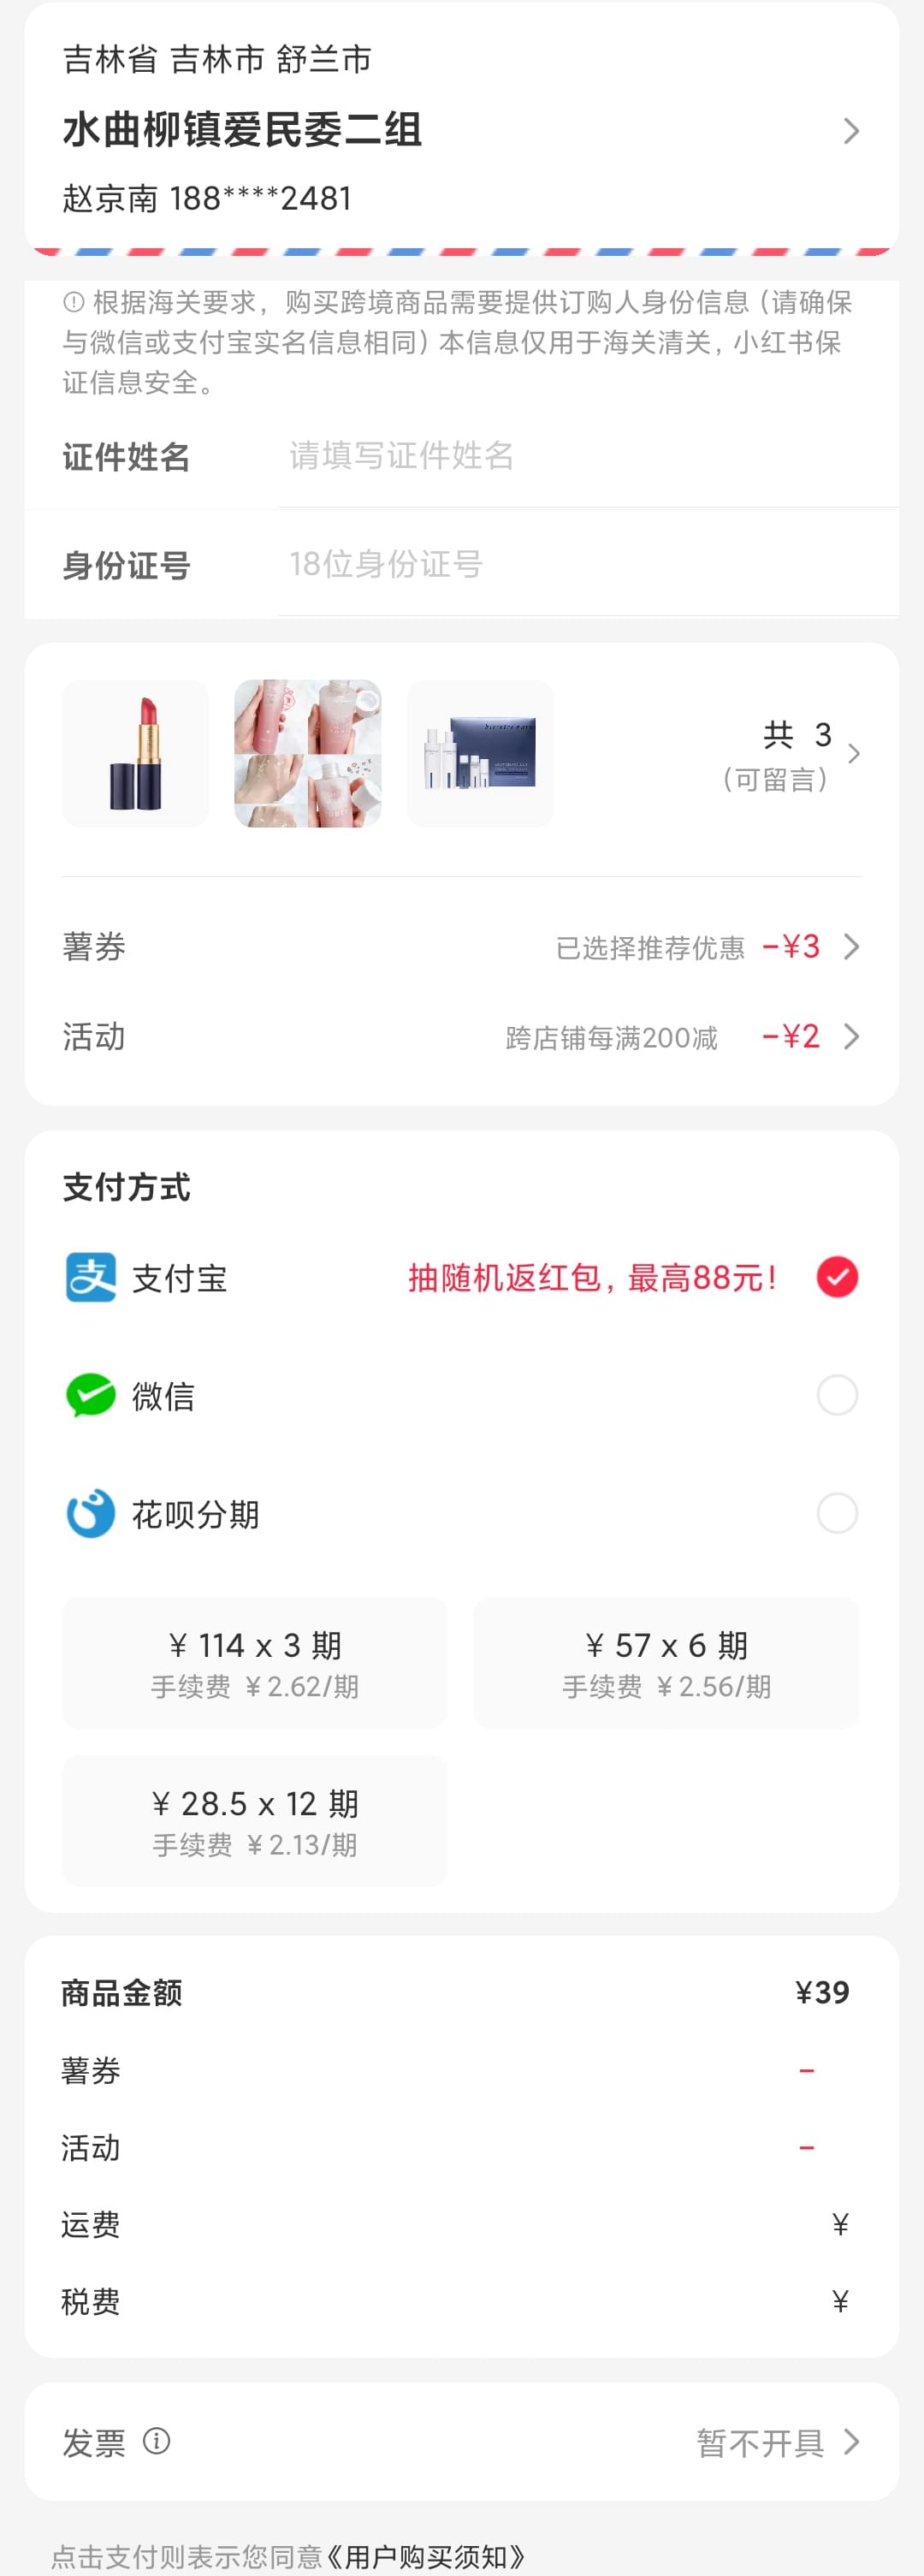 吉林省 吉林市 舒兰市
水曲柳镇爱民委二组
赵京南 188****2481
根据海关要求，购买跨境商品需要提供订购人身份信息（请确保
与微信或支付宝实名信息相同）本信息仅用于海关清关，小红书保
证信息安全。
证件姓名 请填写证件姓名
身份证号 18位身份证号
共 3
（可留言）
薯券 已选择推荐优惠 -¥3
活动 跨店铺每满200减 -¥2
支付方式
支付宝 抽随机返红包，最高88元！
微信
花呗分期
¥ 114 x 3 期
手续费 ¥ 2.62/期
¥ 57 x 6 期
手续费 ¥ 2.56/期
¥ 28.5 x 12 期
手续费 ¥ 2.13/期
商品金额 ¥39
薯券 -
活动 -
运费 ¥
税费 ¥
发票 暂不开具
点击支付则表示您同意《用户购买须知》